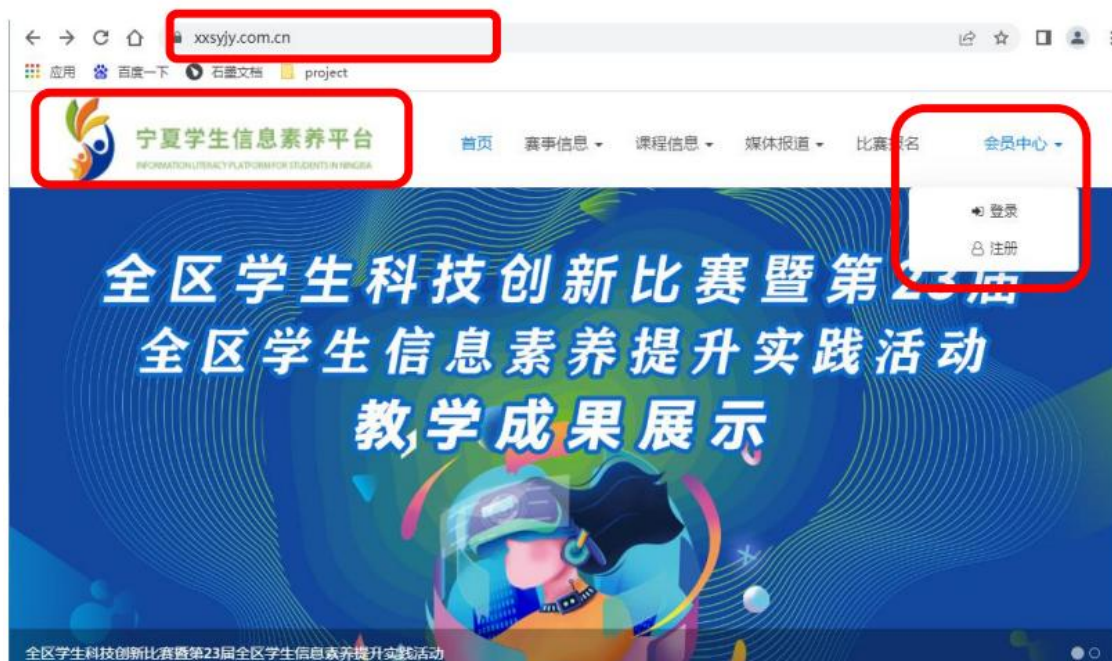 xxsyjy.com.cn
应用 百度一下 石墨文档 project
宁夏学生信息素养平台
INFORMATION LITERACY PLATFORM FOR STUDENTS IN NINGXIA
首页 赛事信息 课程信息 媒体报道 比赛报名 会员中心
登录
注册
全区学生科技创新比赛暨第23届
全区学生信息素养提升实践活动
教学成果展示
全区学生科技创新比赛暨第23届全区学生信息素养提升实践活动